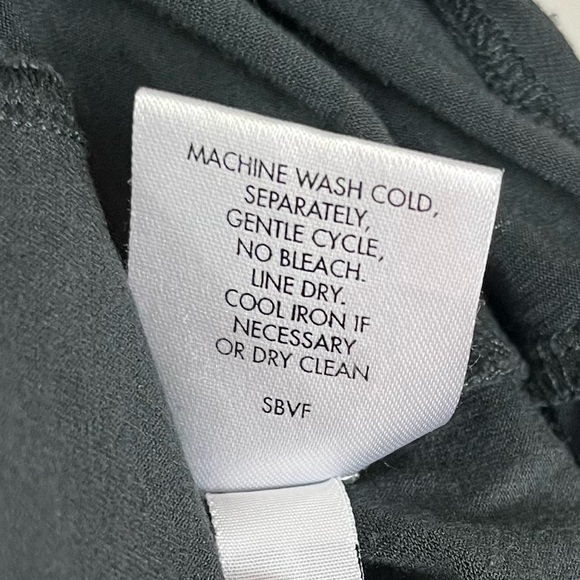 MACHINE WASH COLD,
SEPARATELY,
GENTLE CYCLE,
NO BLEACH.
LINE DRY.
COOL IRON IF
NECESSARY
OR DRY CLEAN
SBVF